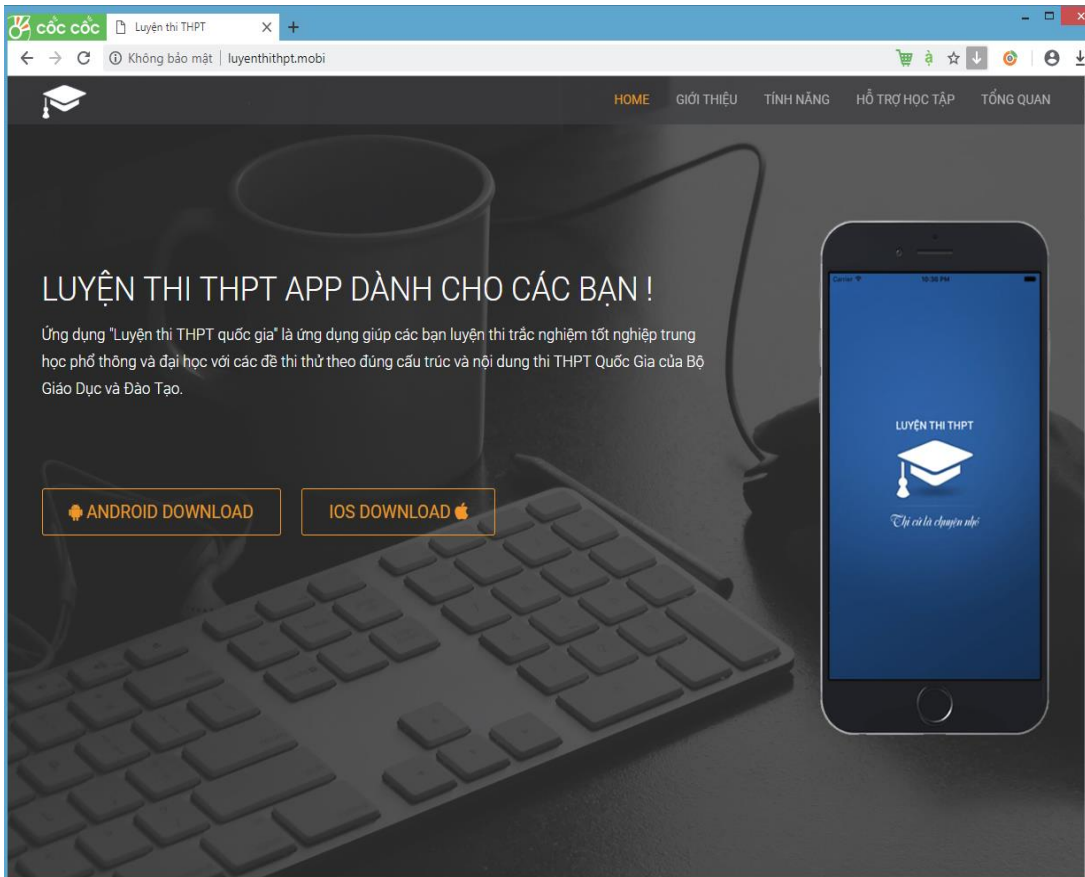 cốc cốc Luyện thi THPT
Không bảo mật luyenthithpt.mobi
HOME GIỚI THIỆU TÍNH NĂNG HỖ TRỢ HỌC TẬP TỔNG QUAN
LUYỆN THI THPT APP DÀNH CHO CÁC BẠN !
Ứng dụng "Luyện thi THPT quốc gia" là ứng dụng giúp các bạn luyện thi trắc nghiệm tốt nghiệp trung
học phổ thông và đại học với các đề thi thử theo đúng cấu trúc và nội dung thi THPT Quốc Gia của Bộ
Giáo Dục và Đào Tạo.
ANDROID DOWNLOAD IOS DOWNLOAD
Carrier 10:30 PM
LUYỆN THI THPT
Thi cử là chuyện nhỏ